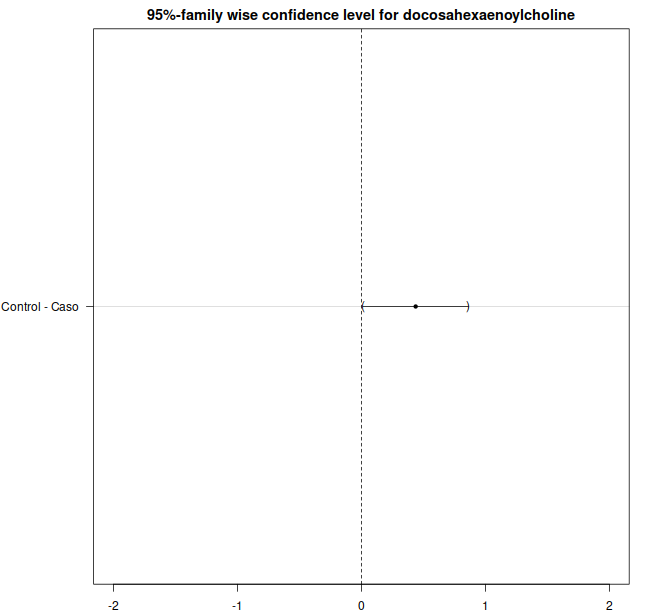 95%-family wise confidence level for docosahexaenoylcholine
Control - Caso
-2 -1 0 1 2